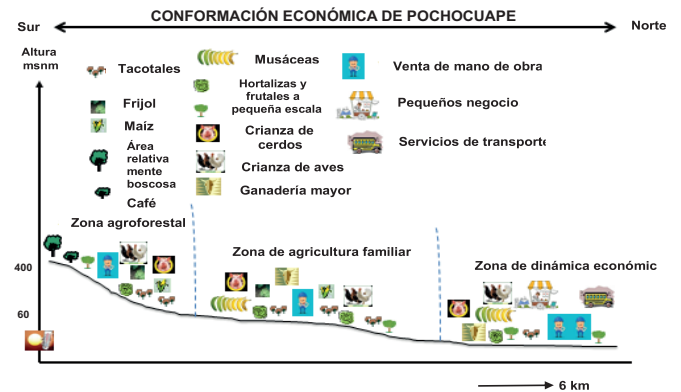 CONFORMACIÓN ECONÓMICA DE POCHOCUAPE
Sur
Norte
Altura
msnm
Tacotales
Frijol
Maíz
Área
relativa
mente
boscosa
Café
Musáceas
Hortalizas y
frutales a
pequeña escala
Crianza de
cerdos
Crianza de aves
Ganadería mayor
Venta de mano de obra
Pequeños negocio
Servicios de transporte
Zona agroforestal
Zona de agricultura familiar
Zona de dinámica económic
400
60
6 km